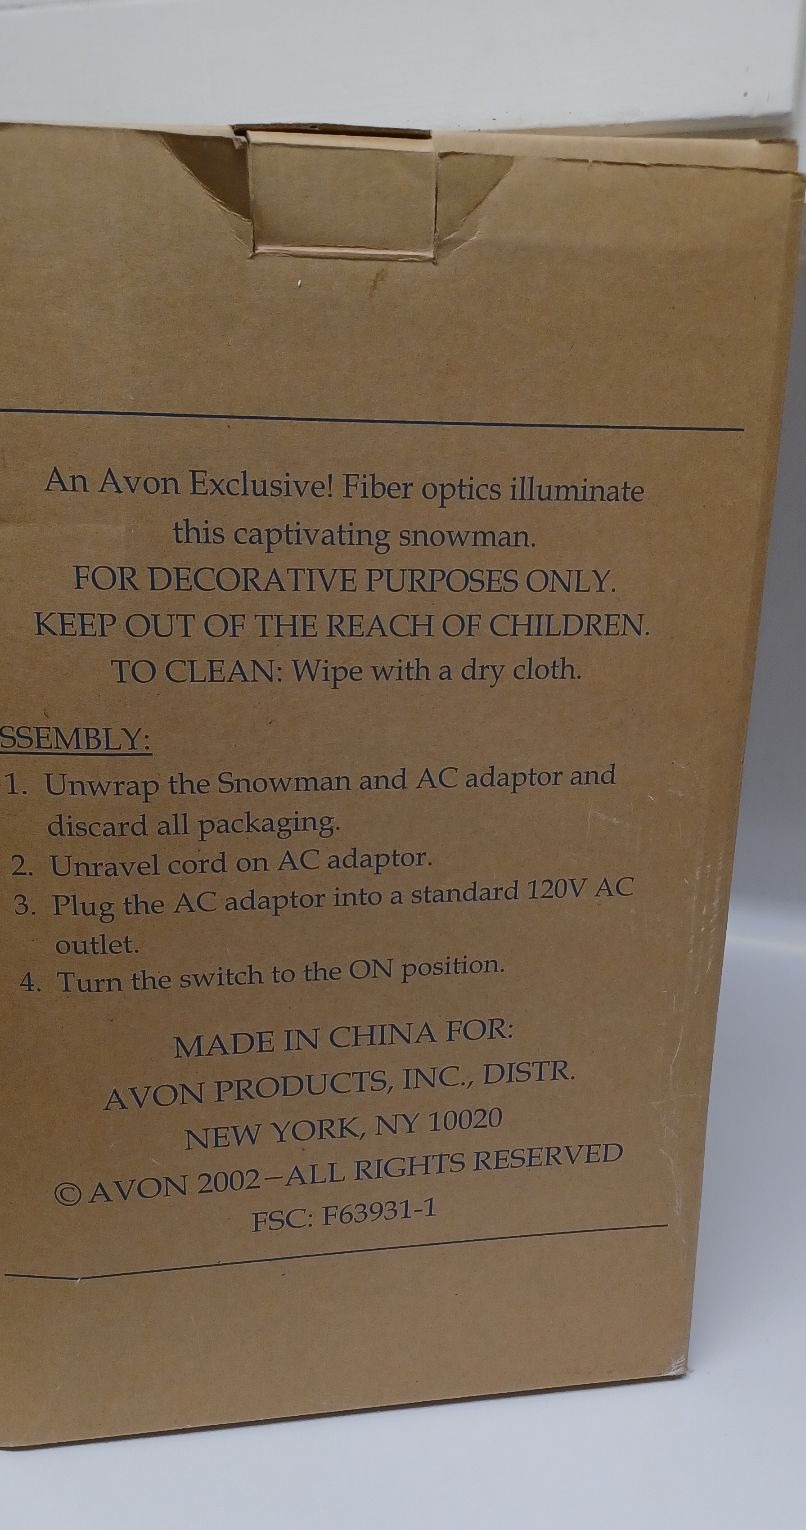 An Avon Exclusive! Fiber optics illuminate
this captivating snowman.
FOR DECORATIVE PURPOSES ONLY.
KEEP OUT OF THE REACH OF CHILDREN.
TO CLEAN: Wipe with a dry cloth.
SSEMBLY:
1. Unwrap the Snowman and AC adaptor and
discard all packaging.
2. Unravel cord on AC adaptor.
3. Plug the AC adaptor into a standard 120V AC
outlet.
4. Turn the switch to the ON position.
MADE IN CHINA FOR:
AVON PRODUCTS, INC., DISTR.
NEW YORK, NY 10020
© AVON 2002—ALL RIGHTS RESERVED
FSC: F63931-1